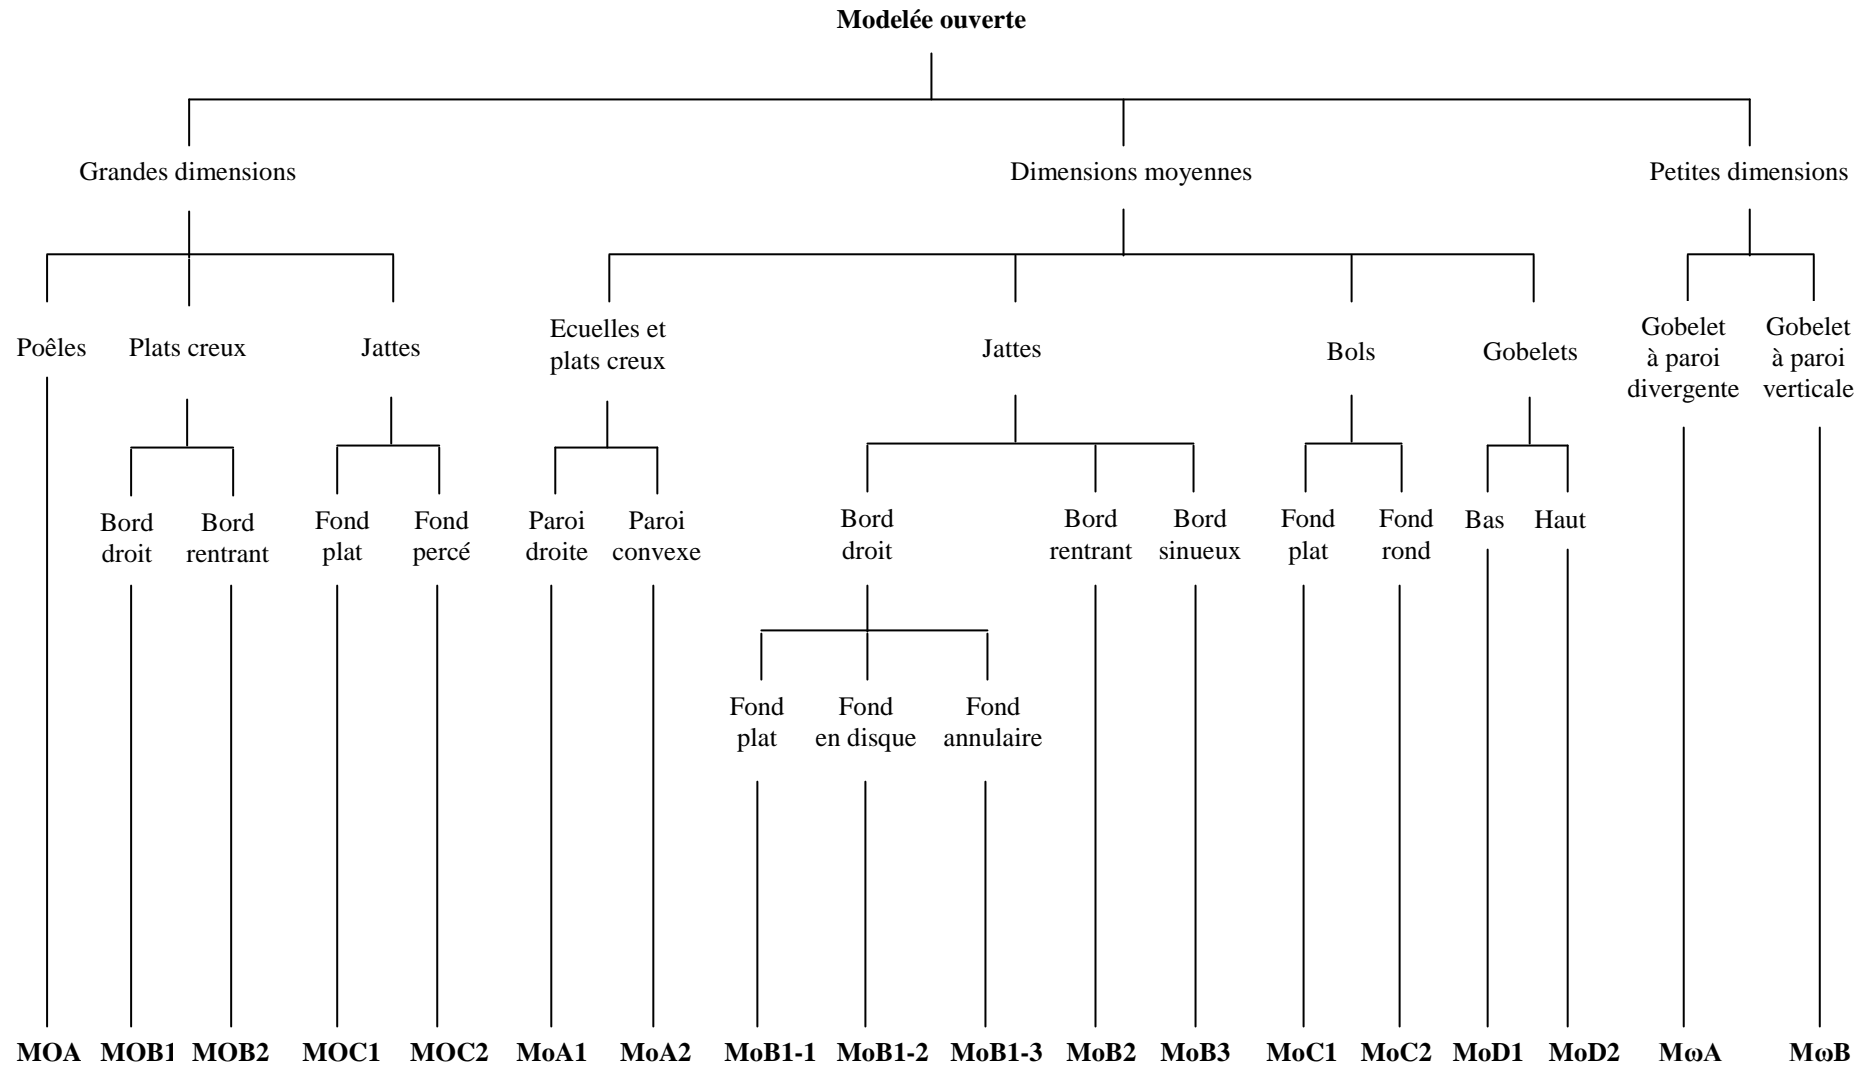 Modelée ouverte
Grandes dimensions
Dimensions moyennes
Petites dimensions
Poêles
Plats creux
Jattes
Ecuelles et
plats creux
Jattes
Bols
Gobelets
Gobelet
à paroi
divergente
Gobelet
à paroi
verticale
Bord
droit
Bord
rentrant
Fond
plat
Fond
percé
Paroi
droite
Paroi
convexe
Bord
droit
Bord
rentrant
Bord
sinueux
Fond
plat
Fond
rond
Bas
Haut
Fond
plat
Fond
en disque
Fond
annulaire
MOA
MOB1
MOB2
MOC1
MOC2
MoA1
MoA2
MoB1-1
MoB1-2
MoB1-3
MoB2
MoB3
MoC1
MoC2
MoD1
MoD2
MωA
MωB